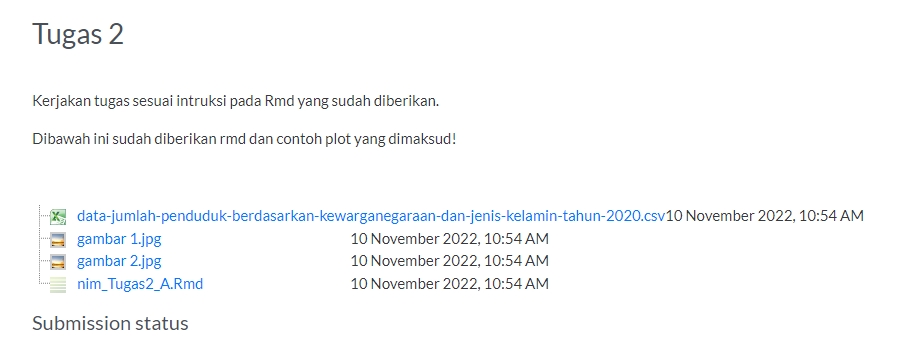 Tugas 2
Kerjakan tugas sesuai intruksi pada Rmd yang sudah diberikan.
Dibawah ini sudah diberikan rmd dan contoh plot yang dimaksud!
data-jumlah-penduduk-berdasarkan-kewarganegaraan-dan-jenis-kelamin-tahun-2020.csv10 November 2022, 10:54 AM
gambar 1.jpg 10 November 2022, 10:54 AM
gambar 2.jpg 10 November 2022, 10:54 AM
nim_Tugas2_A.Rmd 10 November 2022, 10:54 AM
Submission status